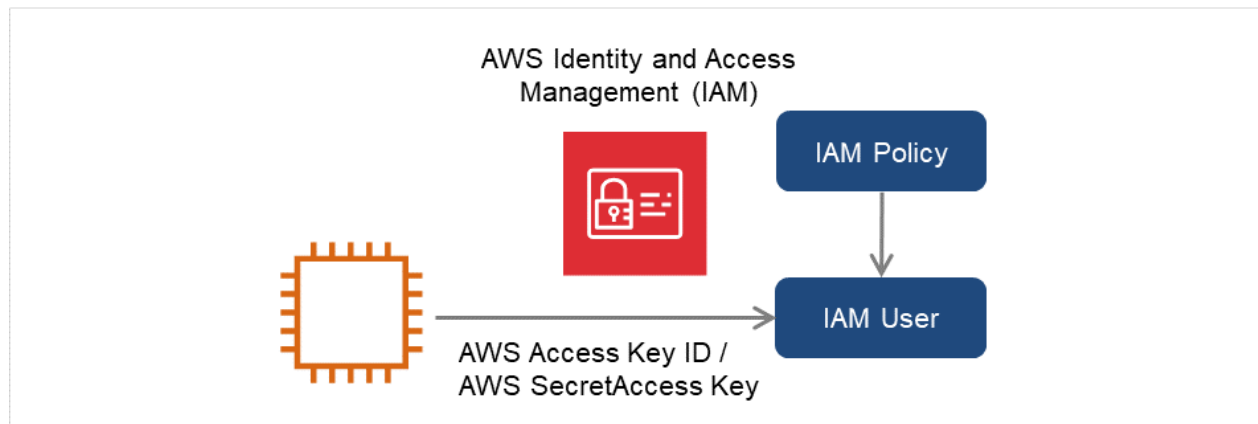 AWS Identity and Access
Management (IAM)
IAM Policy
IAM User
AWS Access Key ID /
AWS SecretAccess Key